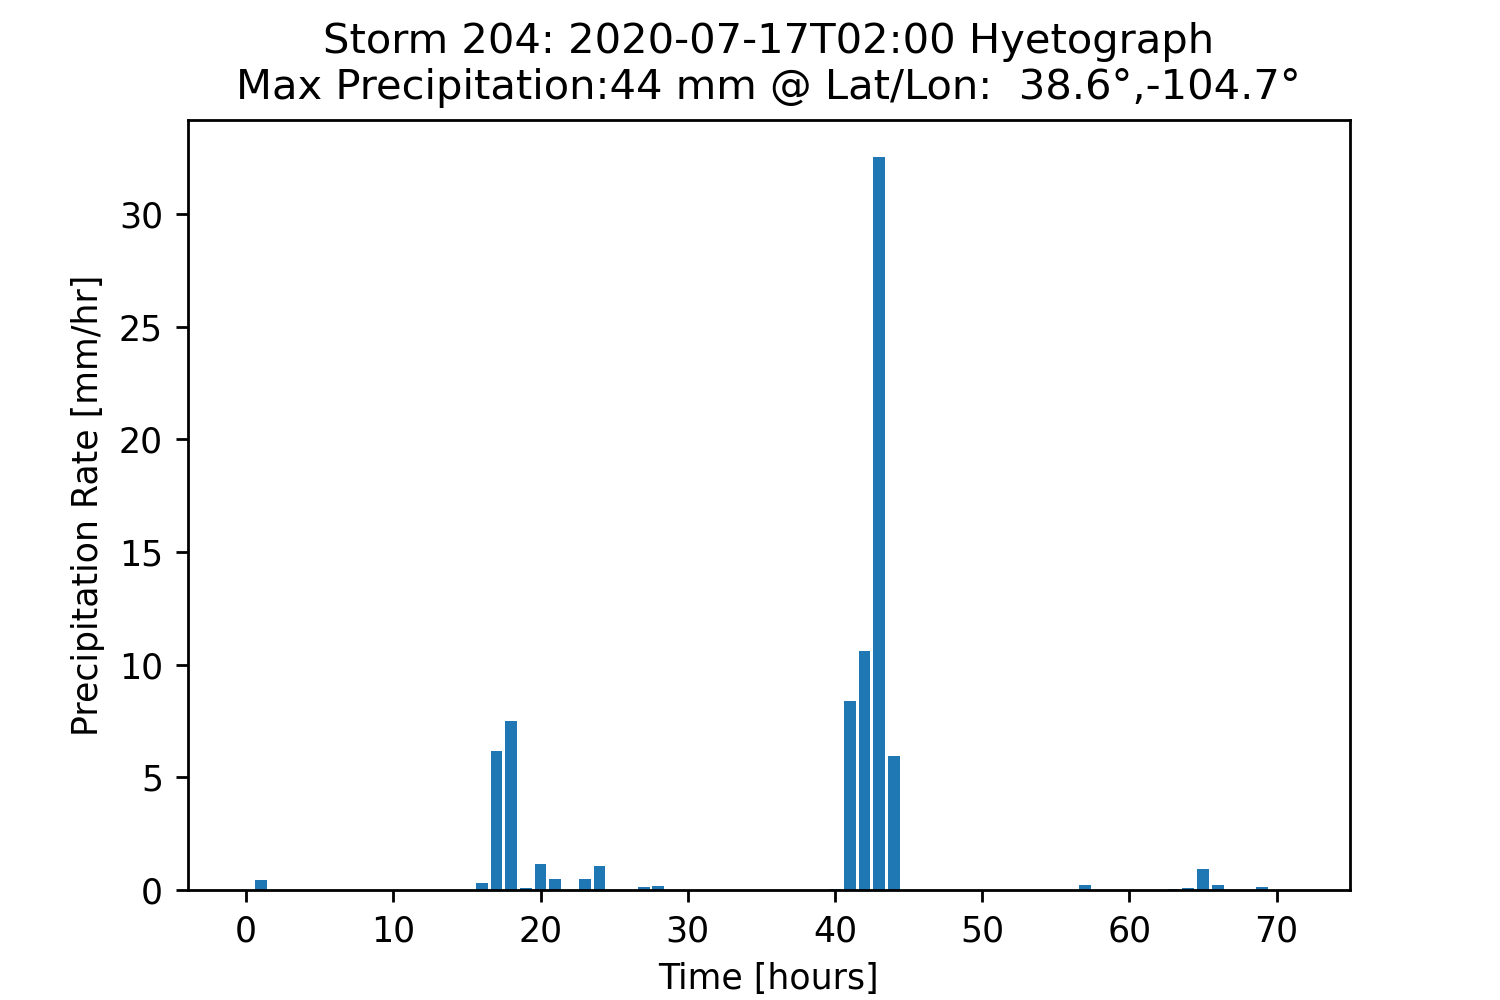 Storm 204: 2020-07-17T02:00 Hyetograph
Max Precipitation:44 mm @ Lat/Lon:  38.6°,-104.7°
Precipitation Rate [mm/hr]
30
25
20
15
10
5
0
0 10 20 30 40 50 60 70
Time [hours]